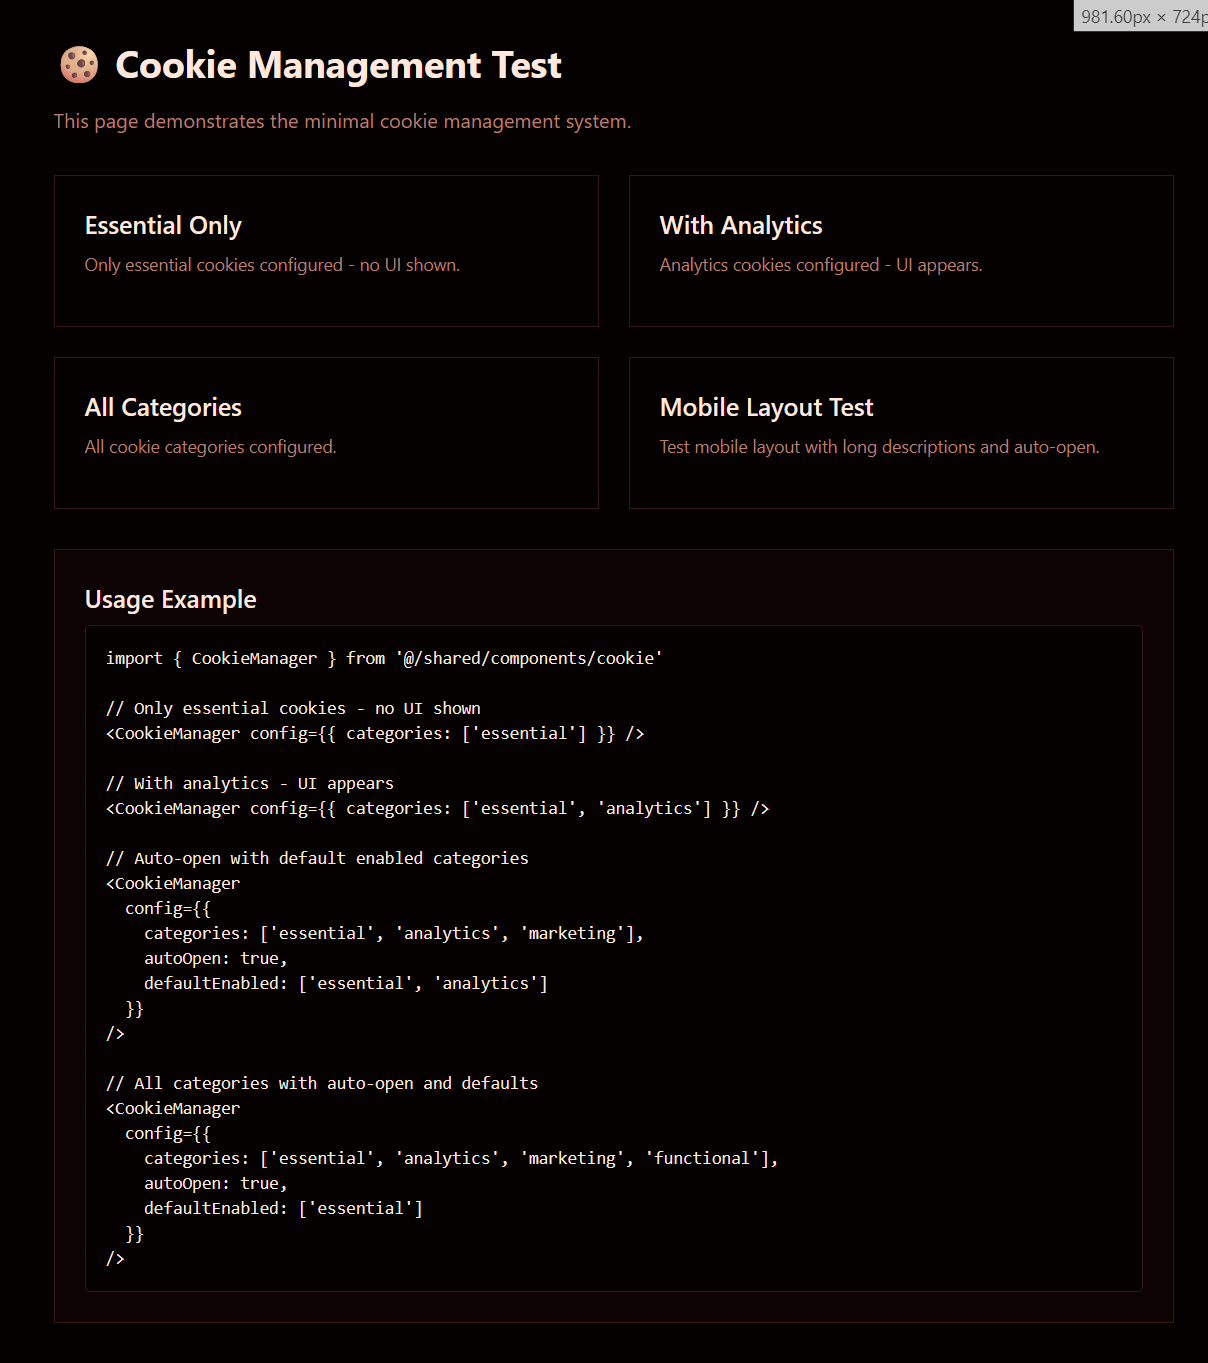 981.60px × 724p
🍪 Cookie Management Test
This page demonstrates the minimal cookie management system.
Essential Only
Only essential cookies configured - no UI shown.
With Analytics
Analytics cookies configured - UI appears.
All Categories
All cookie categories configured.
Mobile Layout Test
Test mobile layout with long descriptions and auto-open.
Usage Example
import { CookieManager } from '@/shared/components/cookie'

// Only essential cookies - no UI shown
<CookieManager config={{ categories: ['essential'] }} />

// With analytics - UI appears
<CookieManager config={{ categories: ['essential', 'analytics'] }} />

// Auto-open with default enabled categories
<CookieManager
  config={{
    categories: ['essential', 'analytics', 'marketing'],
    autoOpen: true,
    defaultEnabled: ['essential', 'analytics']
  }}
/>

// All categories with auto-open and defaults
<CookieManager
  config={{
    categories: ['essential', 'analytics', 'marketing', 'functional'],
    autoOpen: true,
    defaultEnabled: ['essential']
  }}
/>